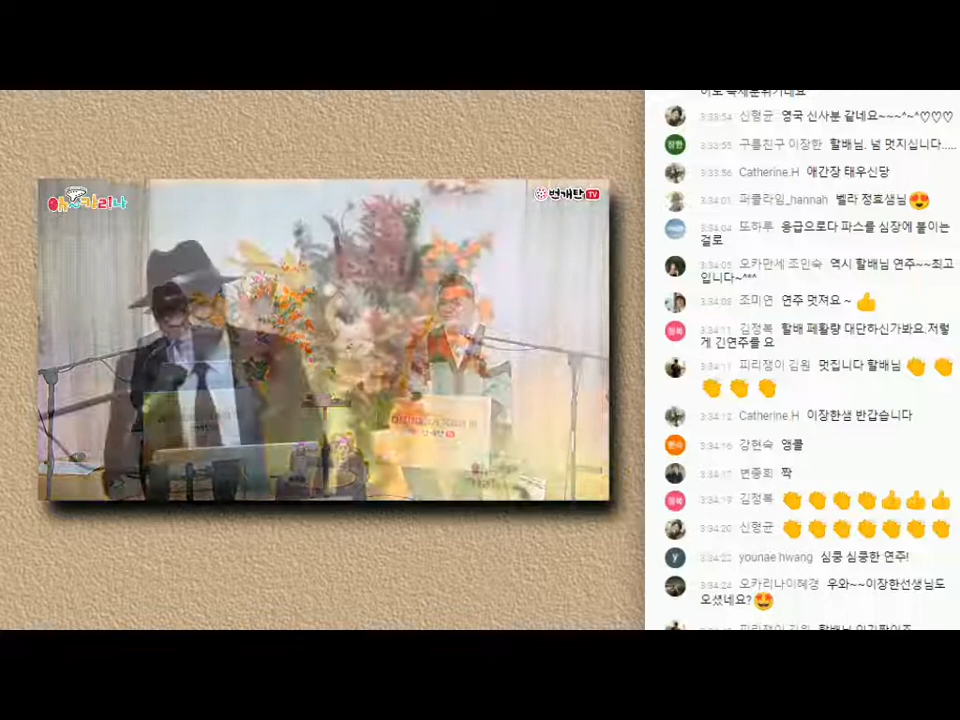 애니카리나
번개탄 TV
3:33:54 신형균 영국 신사분 같네요~~~^~^♡♡♡
3:33:55 구름친구 이장한 할배님. 넘 멋지십니다.....
3:33:56 Catherine.H 애간장 태우신당
3:34:01 퍼플라임_hannah 벨라 정효생님😍
3:34:04 또하루 응급으로다 파스를 심장에 붙이는
걸로
3:34:05 오카만세 조민숙 역시 할배님 연주~~최고
입니다~^^
3:34:08 조미연 연주 멋져요 ~ 👍
3:34:11 김정복 할배 폐활량 대단하신가봐요.저렇
게 긴연주를 요
3:34:11 피리쟁이 김원 멋집니다 할배님 👏 👏
👏 👏 👏
3:34:12 Catherine.H 이장한샘 반갑습니다
3:34:16 강현숙 앵콜
3:34:17 변종희 짝
3:34:19 김정복 👏 👏 👏 👏 👍 👍 👍
3:34:20 신형균 👏 👏 👏 👏 👏 👏 👏
younae hwang 심쿵 심쿵한 연주!
3:34:24 오카리나이혜경 우와~~이장한선생님도
오셨네요?🤩